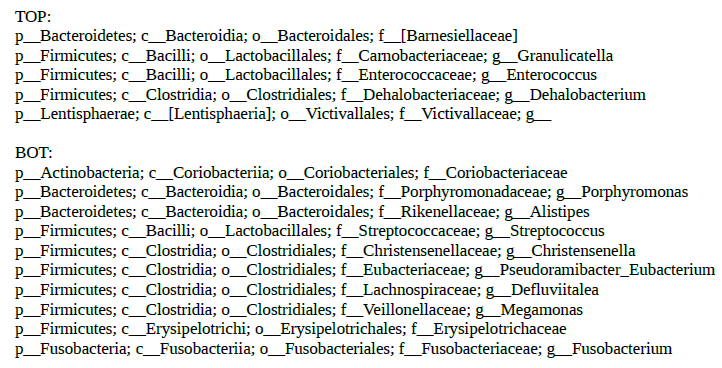 TOP:
p__Bacteroidetes; c__Bacteroidia; o__Bacteroidales; f__[Barnesiellaceae]
p__Firmicutes; c__Bacilli; o__Lactobacillales; f__Carnobacteriaceae; g__Granulicatella
p__Firmicutes; c__Bacilli; o__Lactobacillales; f__Enterococcaceae; g__Enterococcus
p__Firmicutes; c__Clostridia; o__Clostridiales; f__Dehalobacteriaceae; g__Dehalobacterium
p__Lentisphaerae; c__[Lentisphaeria]; o__Victivallales; f__Victivallaceae; g__
BOT:
p__Actinobacteria; c__Coriobacteriia; o__Coriobacteriales; f__Coriobacteriaceae
p__Bacteroidetes; c__Bacteroidia; o__Bacteroidales; f__Porphyromonadaceae; g__Porphyromonas
p__Bacteroidetes; c__Bacteroidia; o__Bacteroidales; f__Rikenellaceae; g__Alistipes
p__Firmicutes; c__Bacilli; o__Lactobacillales; f__Streptococcaceae; g__Streptococcus
p__Firmicutes; c__Clostridia; o__Clostridiales; f__Christensenellaceae; g__Christensenella
p__Firmicutes; c__Clostridia; o__Clostridiales; f__Eubacteriaceae; g__Pseudoramibacter_Eubacterium
p__Firmicutes; c__Clostridia; o__Clostridiales; f__Lachnospiraceae; g__Defluviitalea
p__Firmicutes; c__Clostridia; o__Clostridiales; f__Veillonellaceae; g__Megamonas
p__Firmicutes; c__Erysipelotrichi; o__Erysipelotrichales; f__Erysipelotrichaceae
p__Fusobacteria; c__Fusobacteriia; o__Fusobacteriales; f__Fusobacteriaceae; g__Fusobacterium